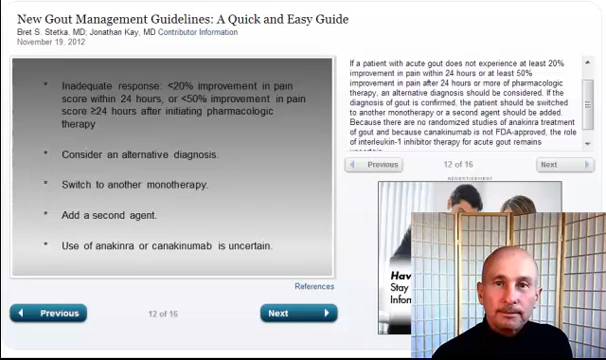 New Gout Management Guidelines: A Quick and Easy Guide
Bret S. Stetka, MD; Jonathan Kay, MD Contributor Information
November 19, 2012
* Inadequate response: <20% improvement in pain
score within 24 hours, or <50% improvement in pain
score ≥24 hours after initiating pharmacologic
therapy
* Consider an alternative diagnosis.
* Switch to another monotherapy.
* Add a second agent.
* Use of anakinra or canakinumab is uncertain.
References
Previous
12 of 16
Next
If a patient with acute gout does not experience at least 20%
improvement in pain within 24 hours or at least 50%
improvement in pain after 24 hours or more of pharmacologic
therapy, an alternative diagnosis should be considered. If the
diagnosis of gout is confirmed, the patient should be switched
to another monotherapy or a second agent should be added.
Because there are no randomized studies of anakinra treatment
of gout and because canakinumab is not FDA-approved, the role
of interleukin-1 inhibitor therapy for acute gout remains
uncertain.
Previous
12 of 16
Next
ADVERTISEMENT
Hav
Stay
Infor